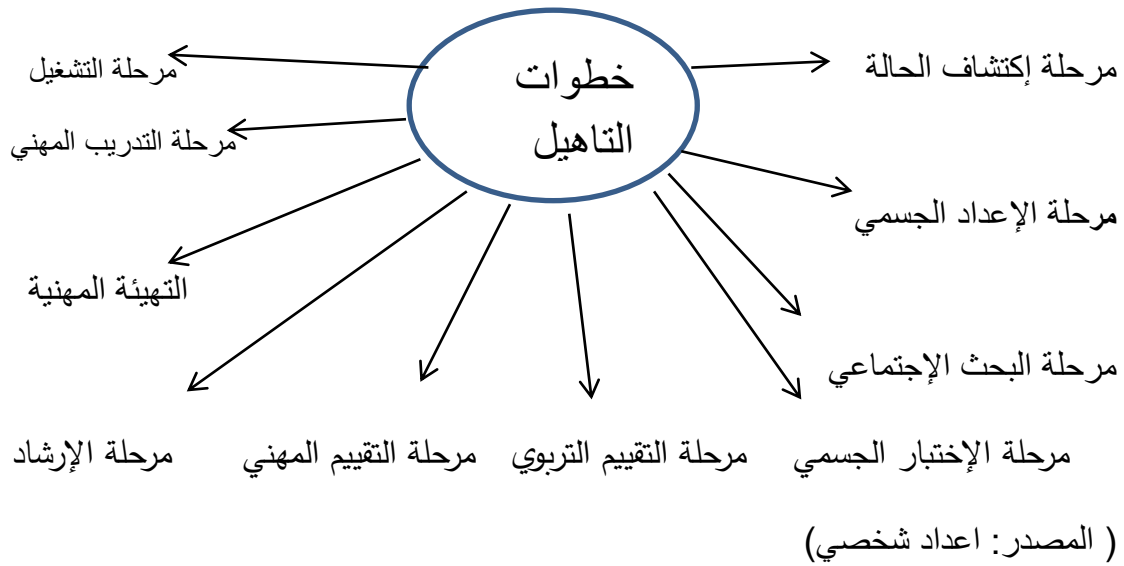 خطوات
التاهيل
مرحلة إكتشاف الحالة
مرحلة التشغيل
مرحلة التدريب المهني
مرحلة الإعداد الجسمي
التهيئة المهنية
مرحلة البحث الإجتماعي
مرحلة الإختبار الجسمي مرحلة التقييم التربوي مرحلة التقييم المهني مرحلة الإرشاد
( المصدر: اعداد شخصي)